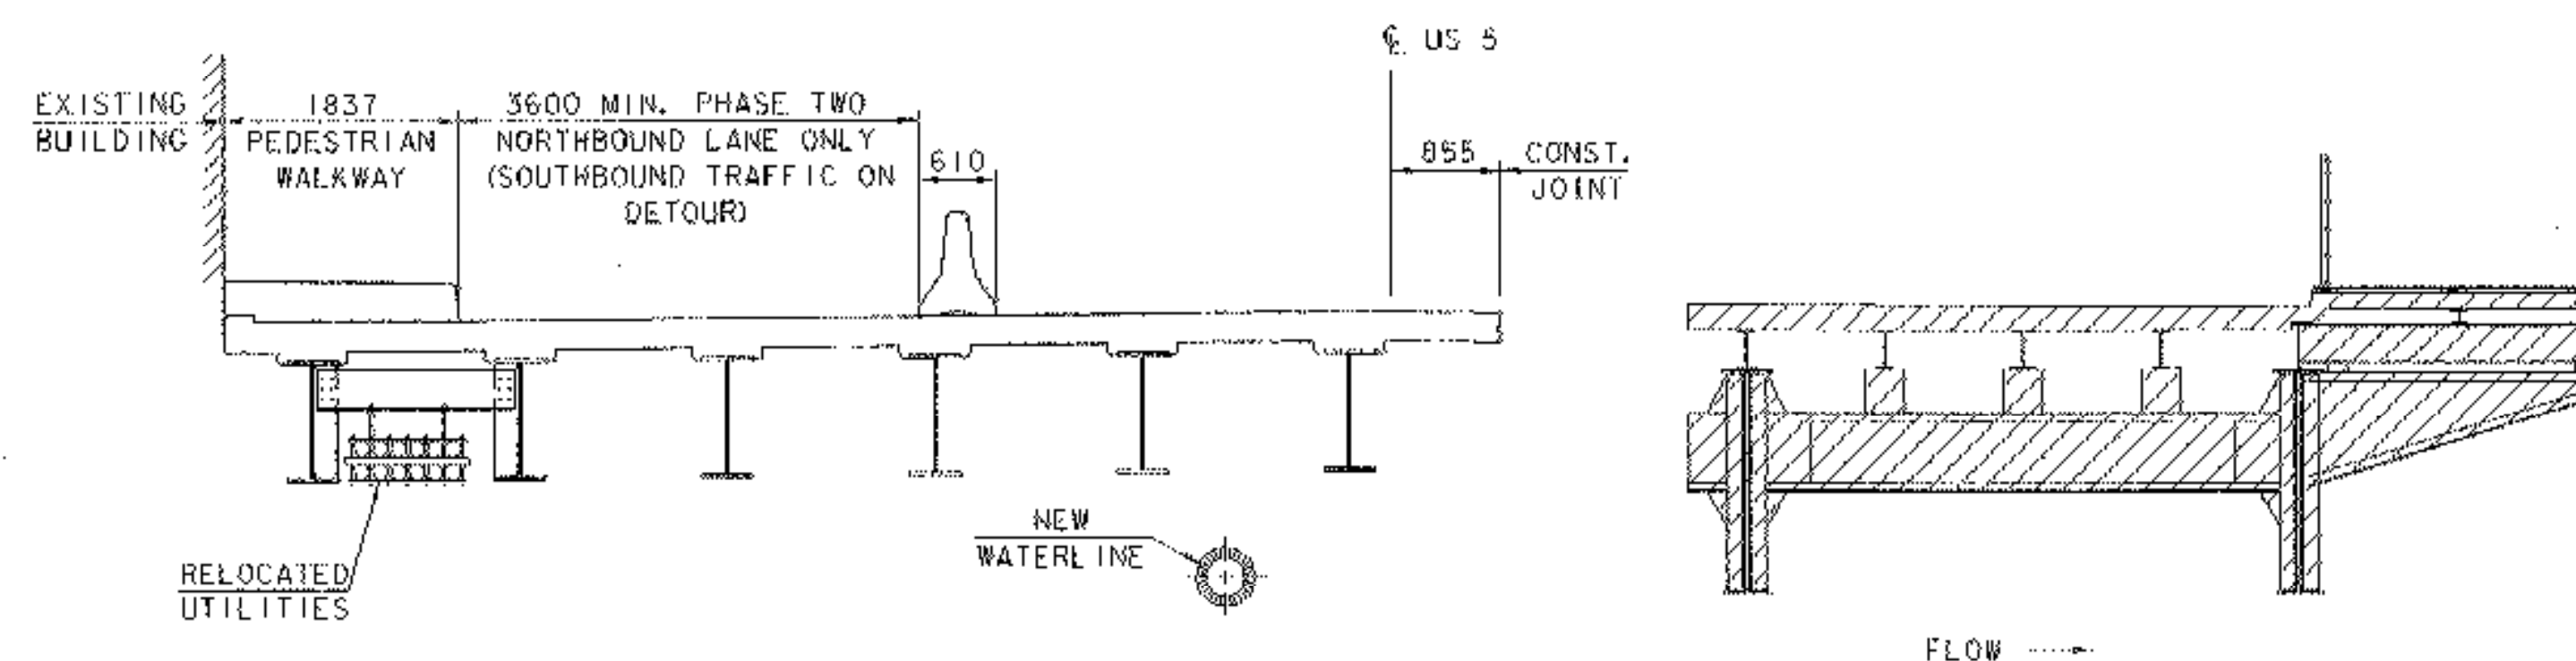 ℄ US 5
EXISTING
BUILDING
1837
PEDESTRIAN
WALKWAY
3600 MIN. PHASE TWO
NORTHBOUND LANE ONLY
(SOUTHBOUND TRAFFIC ON
DETOUR)
610
855
CONST.
JOINT
NEW
WATERLINE
RELOCATED
UTILITIES
FLOW